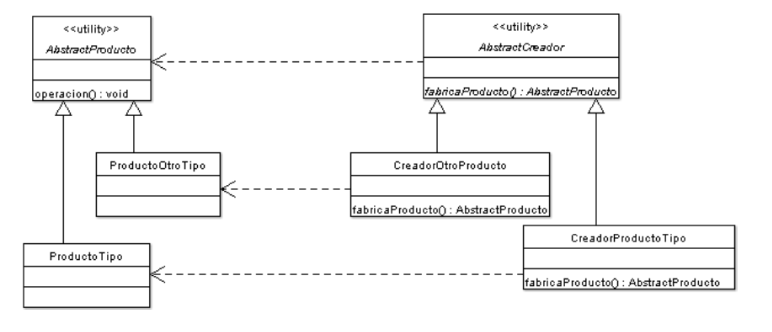 <<utility>>
AbstractProducto
operacion() : void
<<utility>>
AbstractCreador
fabricaProducto() : AbstractProducto
ProductoOtroTipo
CreadorOtroProducto
fabricaProducto() : AbstractProducto
ProductoTipo
CreadorProductoTipo
fabricaProducto() : AbstractProducto